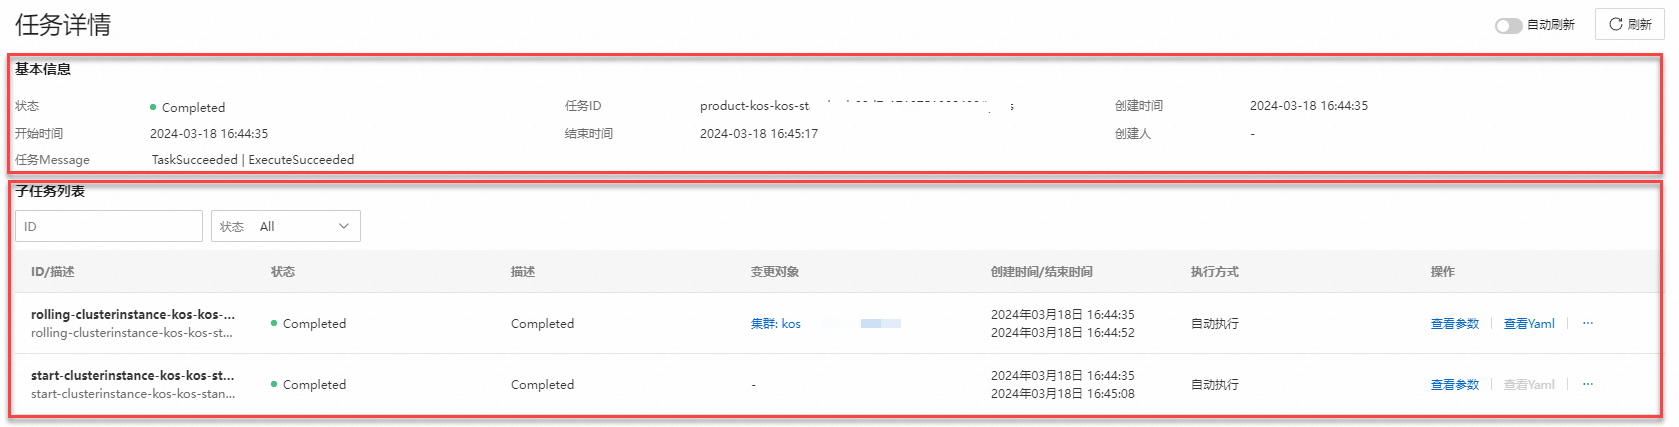 任务详情
自动刷新 刷新
基本信息
状态 Completed 任务ID product-kos-kos-sta 创建时间 2024-03-18 16:44:35
开始时间 2024-03-18 16:44:35 结束时间 2024-03-18 16:45:17 创建人 -
任务Message TaskSucceeded | ExecuteSucceeded
子任务列表
ID 状态 All
ID/描述 状态 描述 变更对象 创建时间/结束时间 执行方式 操作
rolling-clusterinstance-kos-kos-... Completed Completed 集群: kos 2024年03月18日 16:44:35 自动执行 查看参数 查看Yaml ...
rolling-clusterinstance-kos-kos-st... 2024年03月18日 16:44:52
start-clusterinstance-kos-kos-st... Completed Completed - 2024年03月18日 16:44:35 自动执行 查看参数 查看Yaml ...
start-clusterinstance-kos-kos-stan... 2024年03月18日 16:45:08